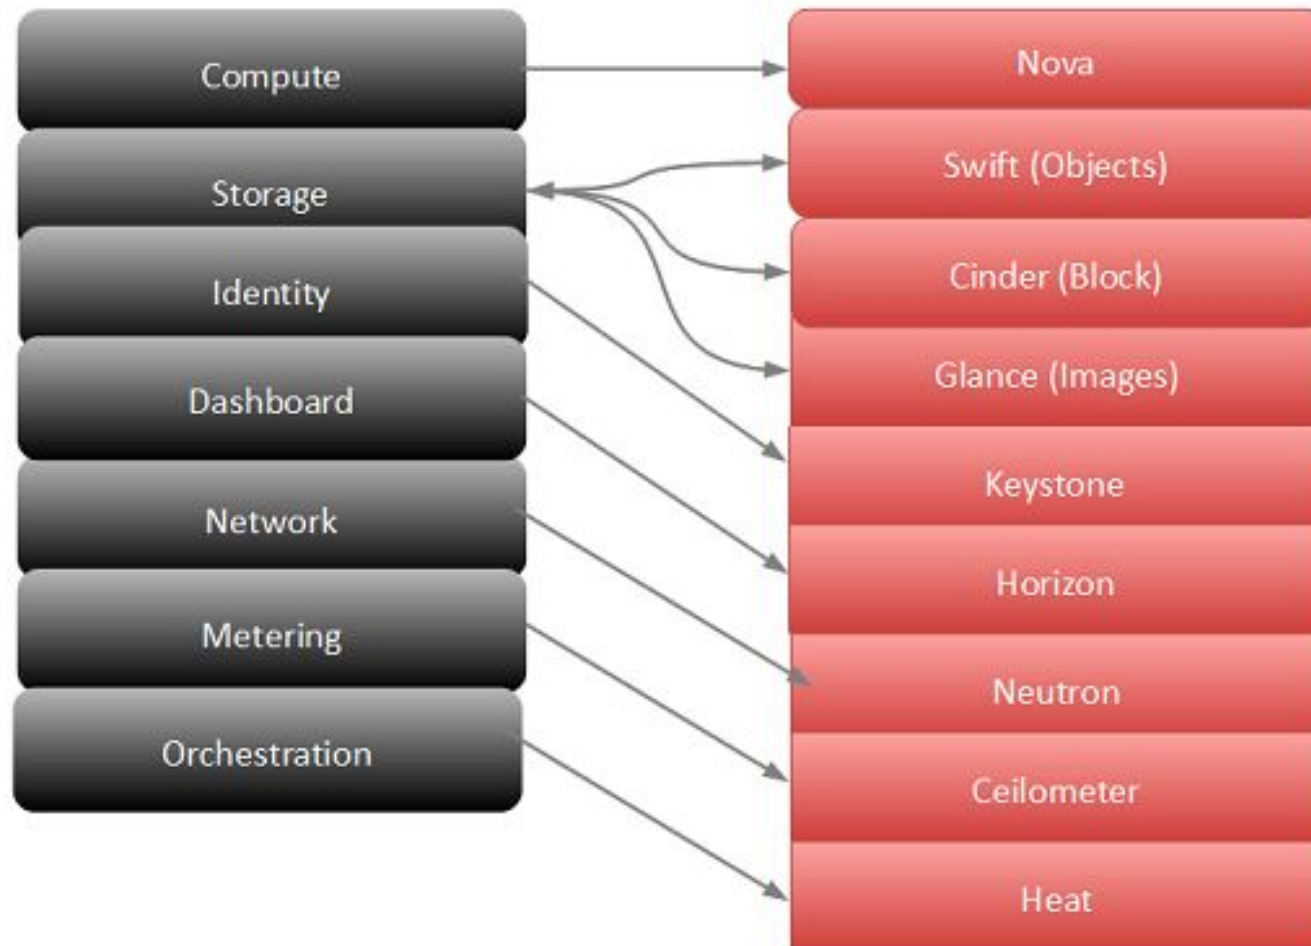 Compute
Storage
Identity
Dashboard
Network
Metering
Orchestration
Nova
Swift (Objects)
Cinder (Block)
Glance (Images)
Keystone
Horizon
Neutron
Ceilometer
Heat